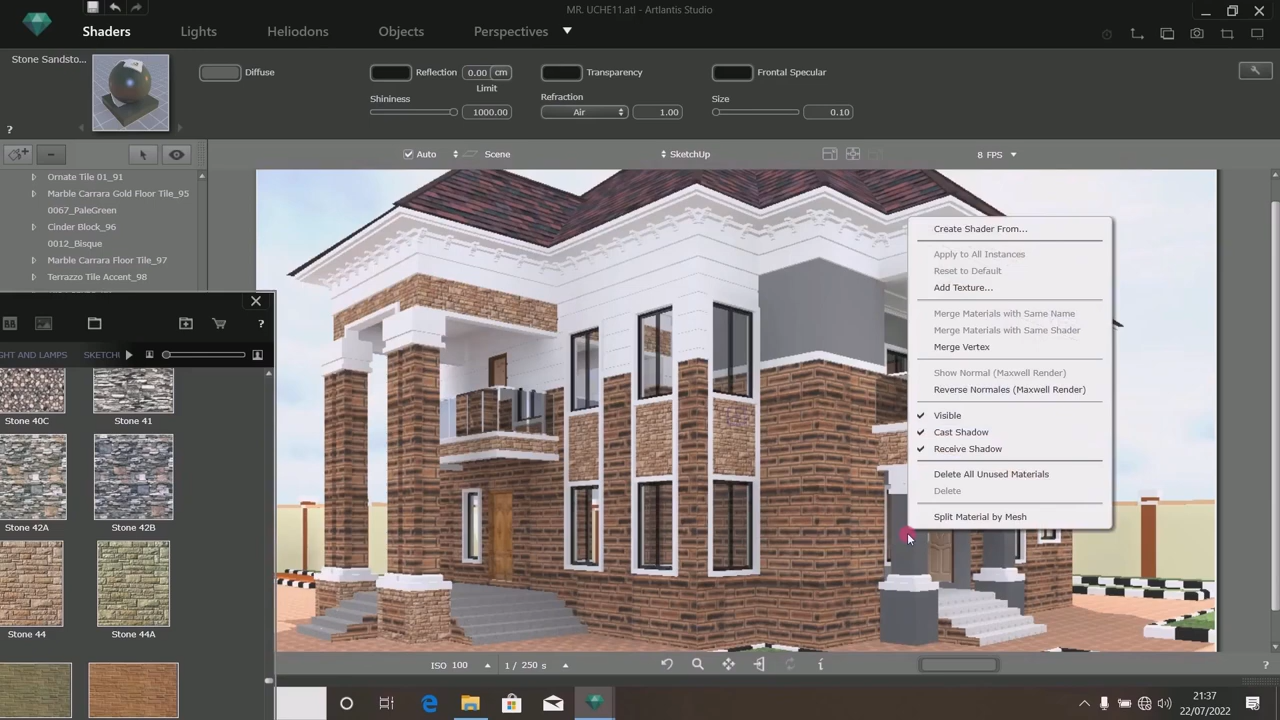 MR. UCHE11.atl - Artlantis Studio
Shaders
Lights
Heliodons
Objects
Perspectives
Stone Sandsto...
Diffuse
Reflection
0.00 cm
Limit
Transparency
Frontal Specular
Shininess
1000.00
Refraction
Air
1.00
Size
0.10
?
Auto
Scene
SketchUp
8 FPS
Ornate Tile 01_91
Marble Carrara Gold Floor Tile_95
0067_PaleGreen
Cinder Block_96
0012_Bisque
Marble Carrara Floor Tile_97
Terrazzo Tile Accent_98
?
GHT AND LAMPS
SKETCHI
Stone 40C
Stone 41
Stone 42A
Stone 42B
Stone 44
Stone 44A
Create Shader From...
Apply to All Instances
Reset to Default
Add Texture...
Merge Materials with Same Name
Merge Materials with Same Shader
Merge Vertex
Show Normal (Maxwell Render)
Reverse Normales (Maxwell Render)
Visible
Cast Shadow
Receive Shadow
Delete All Unused Materials
Delete
Split Material by Mesh
ISO 100
1 / 250 s
i
?
21:37
22/07/2022